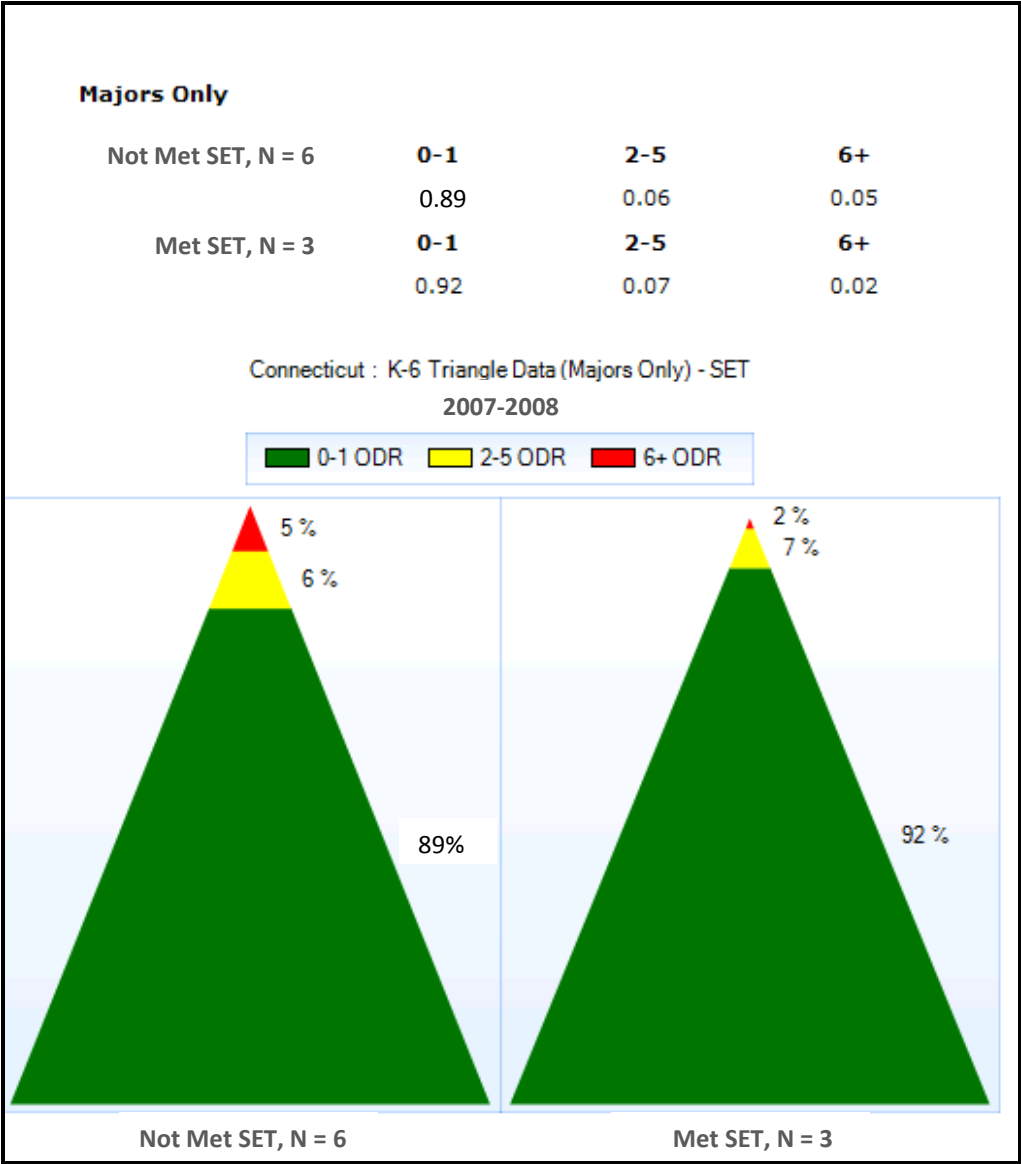 Majors Only
Not Met SET, N = 6 0-1 2-5 6+
0.89 0.06 0.05
Met SET, N = 3 0-1 2-5 6+
0.92 0.07 0.02
Connecticut : K-6 Triangle Data (Majors Only) - SET
2007-2008
0-1 ODR 2-5 ODR 6+ ODR
5 %
6 %
89%
2 %
7 %
92 %
Not Met SET, N = 6
Met SET, N = 3